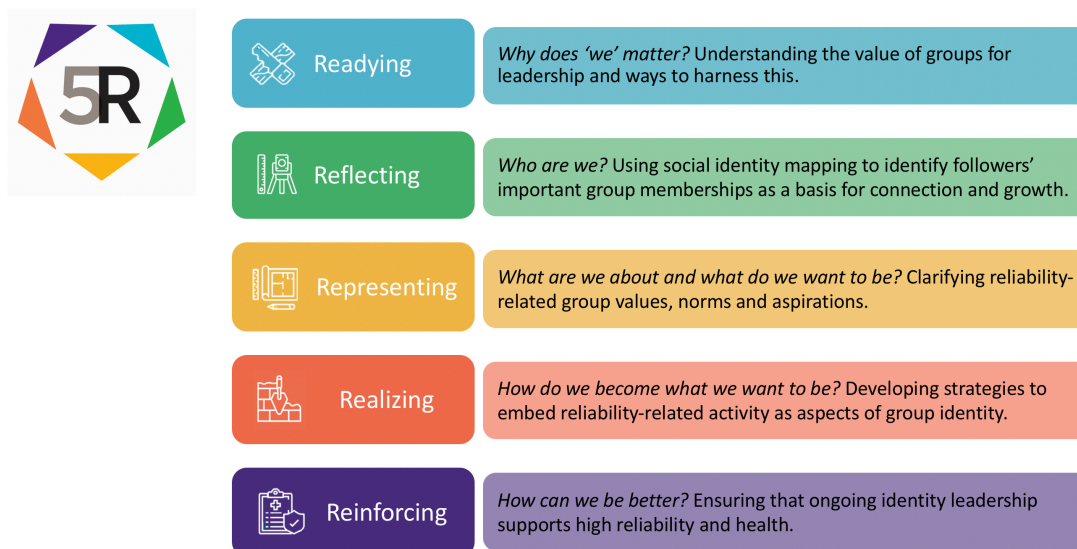 5R
Readying
Why does ‘we’ matter? Understanding the value of groups for
leadership and ways to harness this.
Reflecting
Who are we? Using social identity mapping to identify followers’
important group memberships as a basis for connection and growth.
Representing
What are we about and what do we want to be? Clarifying reliability-
related group values, norms and aspirations.
Realizing
How do we become what we want to be? Developing strategies to
embed reliability-related activity as aspects of group identity.
Reinforcing
How can we be better? Ensuring that ongoing identity leadership
supports high reliability and health.